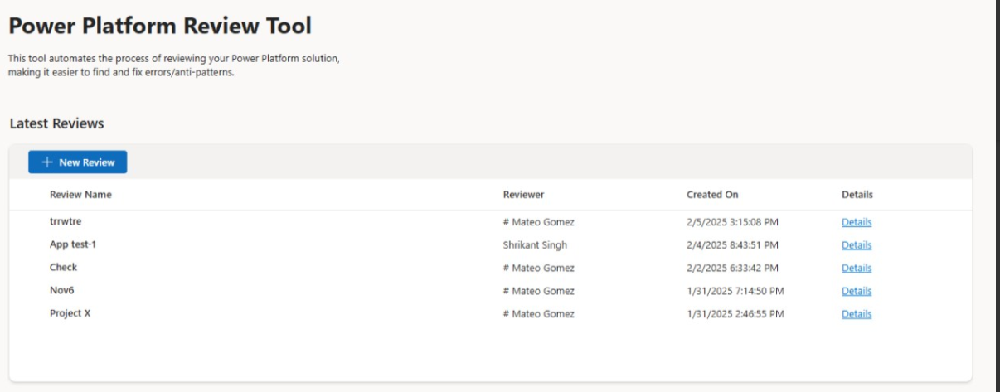 Power Platform Review Tool
This tool automates the process of reviewing your Power Platform solution,
making it easier to find and fix errors/anti-patterns.
Latest Reviews
+ New Review
Review Name Reviewer Created On Details
trrwtre # Mateo Gomez 2/5/2025 3:15:08 PM Details
App test-1 Shrikant Singh 2/4/2025 8:43:51 PM Details
Check # Mateo Gomez 2/2/2025 6:33:42 PM Details
Nov6 # Mateo Gomez 1/31/2025 7:14:50 PM Details
Project X # Mateo Gomez 1/31/2025 2:46:55 PM Details